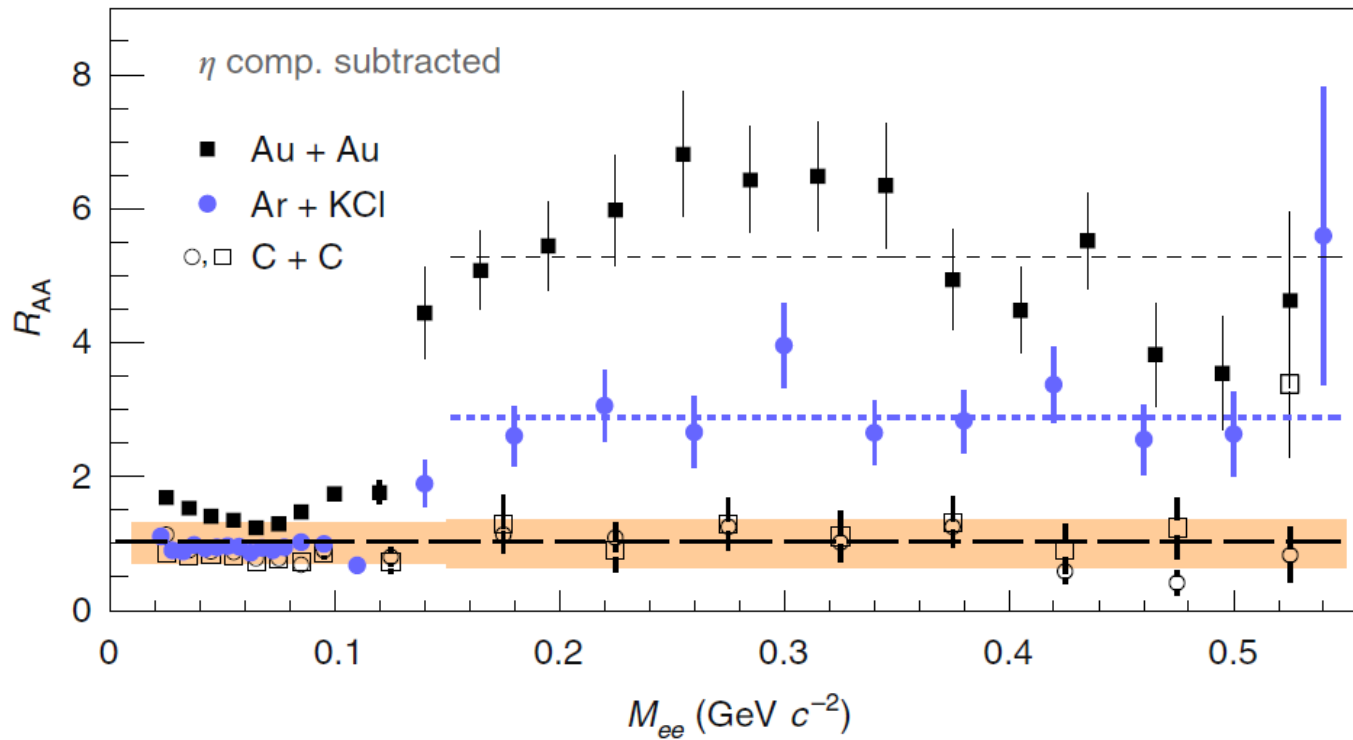 η comp. subtracted
Au + Au
Ar + KCl
C + C
R_AA
8
6
4
2
0
0 0.1 0.2 0.3 0.4 0.5
M_ee (GeV c⁻²)